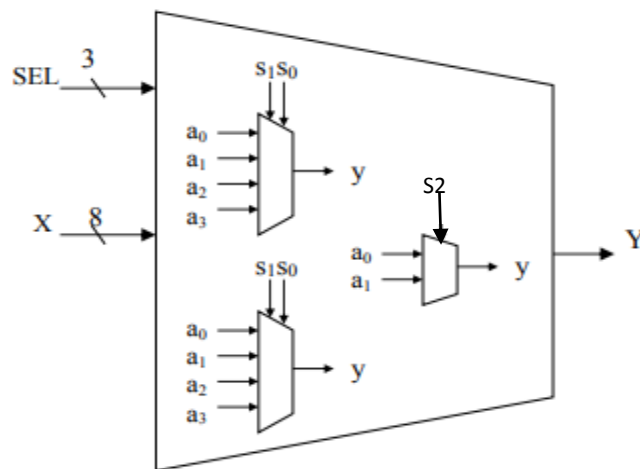 SEL
3
X
8
s₁s₀
a₀
a₁
a₂
a₃
y
s₁s₀
a₀
a₁
a₂
a₃
y
S2
a₀
a₁
y
Y